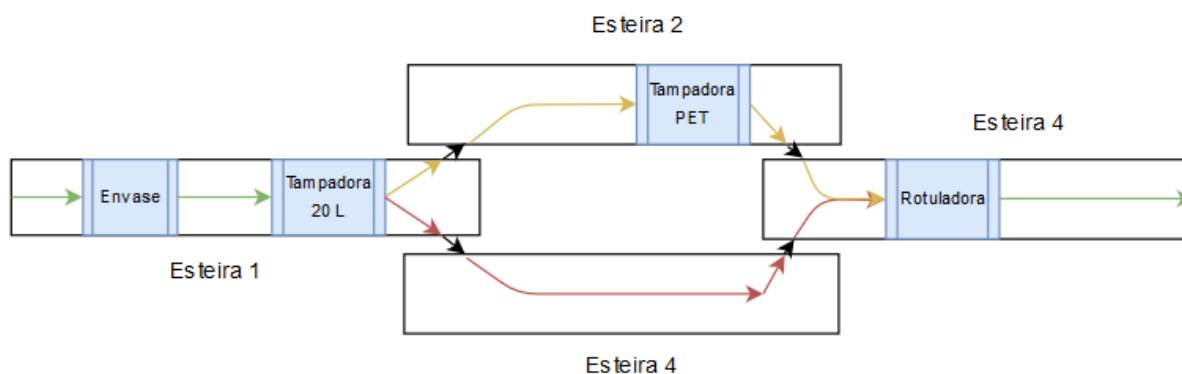 Esteira 2
Tampadora
PET
Esteira 4
Envase
Tampadora
20 L
Rotuladora
Esteira 1
Esteira 4